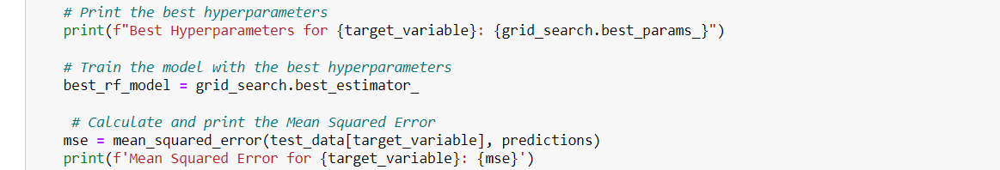 # Print the best hyperparameters
print(f"Best Hyperparameters for {target_variable}: {grid_search.best_params_}")
# Train the model with the best hyperparameters
best_rf_model = grid_search.best_estimator_
# Calculate and print the Mean Squared Error
mse = mean_squared_error(test_data[target_variable], predictions)
print(f'Mean Squared Error for {target_variable}: {mse}')